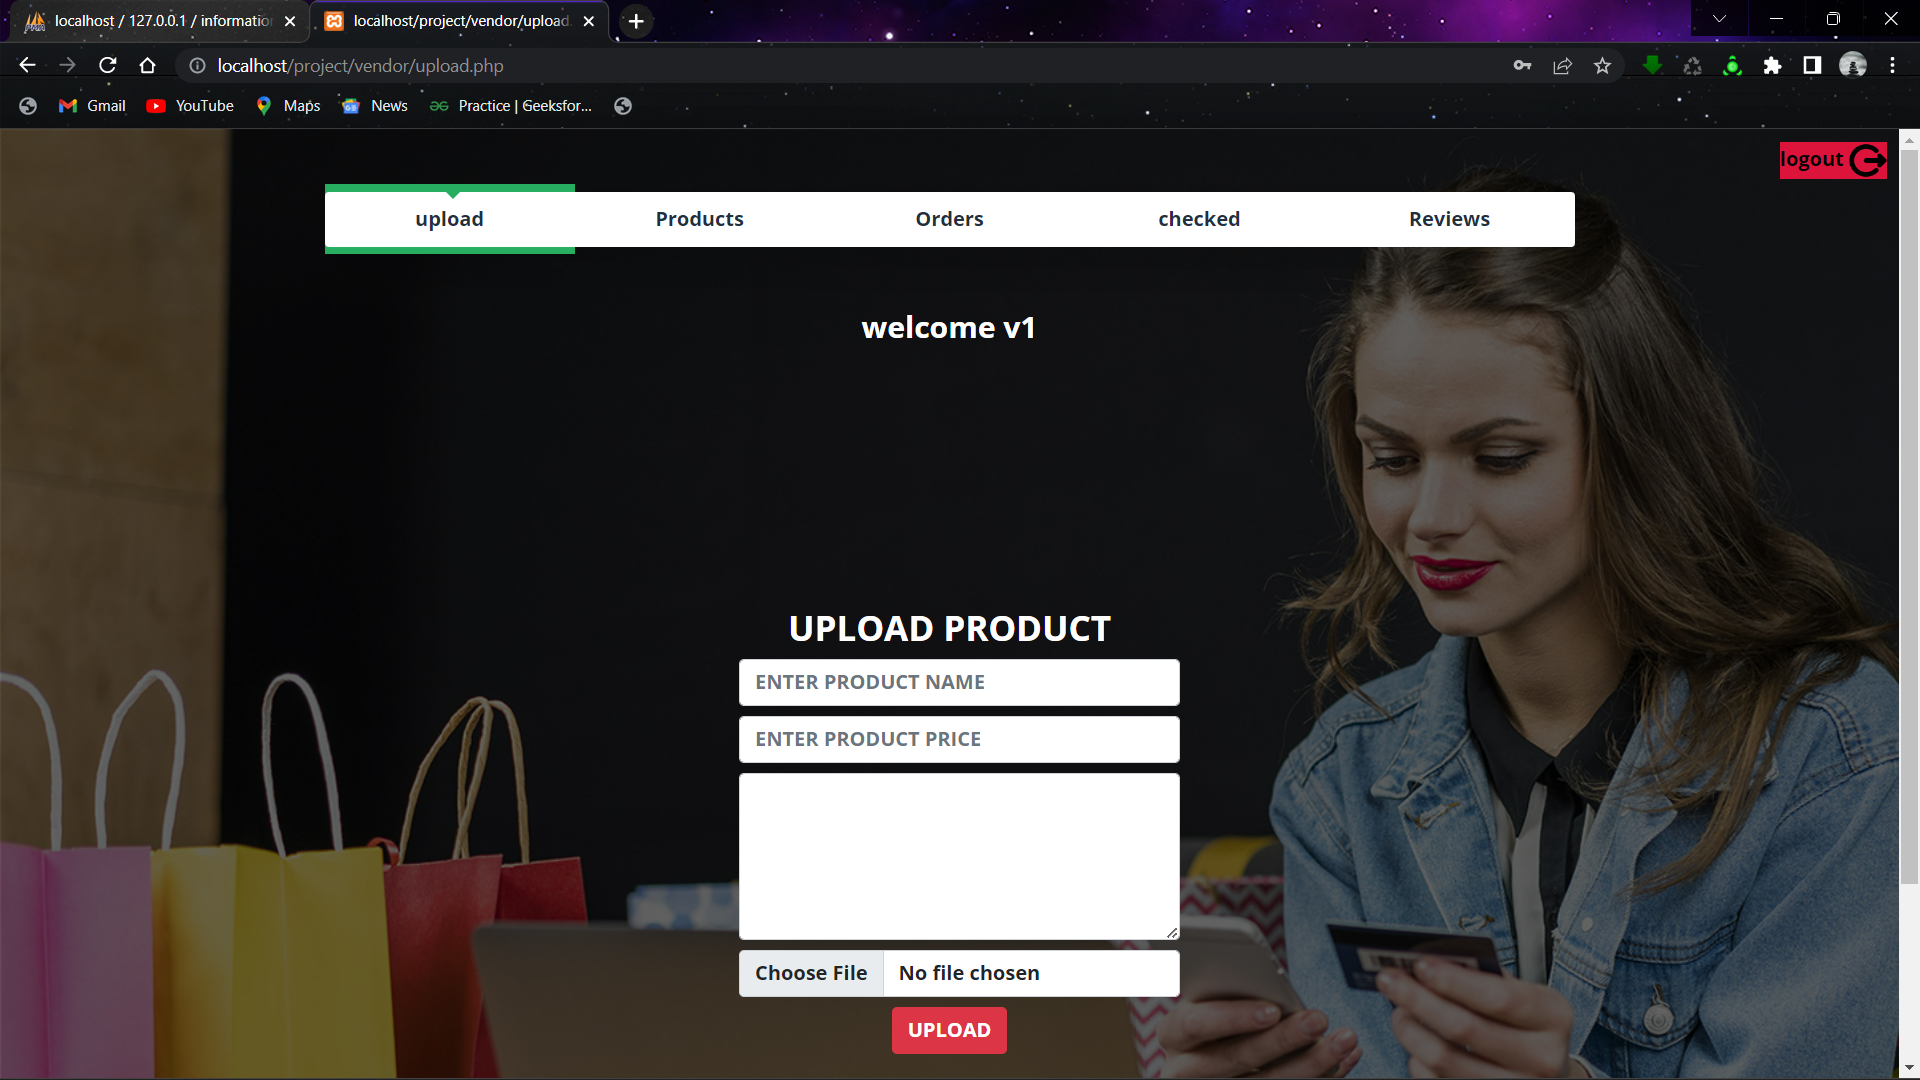 localhost / 127.0.0.1 / informatio
localhost/project/vendor/upload.
localhost/project/vendor/upload.php
Gmail
YouTube
Maps
News
Practice | Geeksfor...
logout
upload
Products
Orders
checked
Reviews
welcome v1
UPLOAD PRODUCT
ENTER PRODUCT NAME
ENTER PRODUCT PRICE
Choose File
No file chosen
UPLOAD